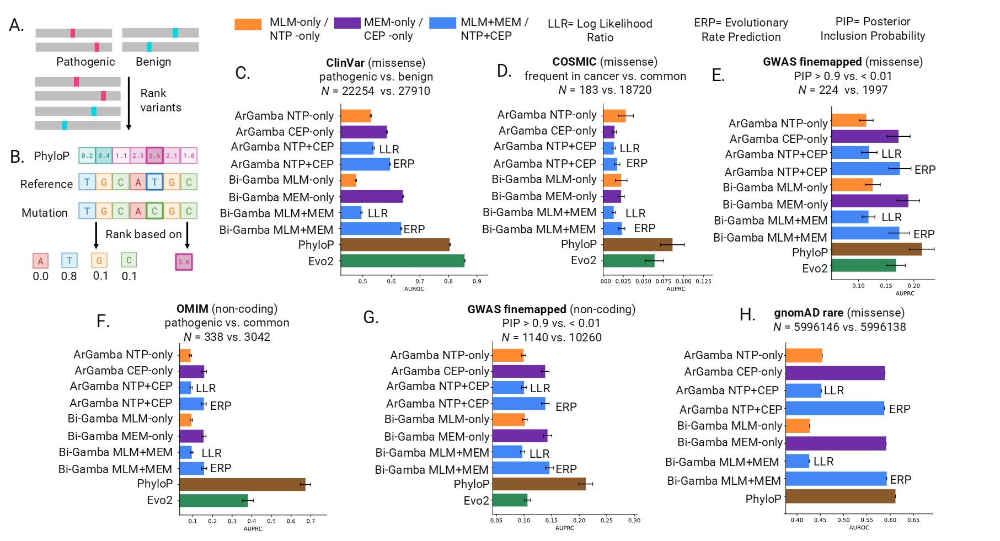 A.
Pathogenic
Benign
Rank
variants
B.
PhyloP
0.2 0.4 1.1 2.3 3.6 2.1 1.0
Reference
T G C A T G C
Mutation
T G C A C G C
Rank based on
A T G C 3.6
0.0 0.8 0.1 0.1
MLM-only /
NTP -only
MEM-only /
CEP -only
MLM+MEM /
NTP+CEP
LLR= Log Likelihood
Ratio
ERP= Evolutionary
Rate Prediction
PIP= Posterior
Inclusion Probability
C.
ClinVar (missense)
pathogenic vs. benign
N = 22254 vs. 27910
ArGamba NTP-only
ArGamba CEP-only
ArGamba NTP+CEP LLR
ArGamba NTP+CEP ERP
Bi-Gamba MLM-only
Bi-Gamba MEM-only
Bi-Gamba MLM+MEM LLR
Bi-Gamba MLM+MEM ERP
PhyloP
Evo2
0.5 0.6 0.7 0.8 0.9
AUROC
D.
COSMIC (missense)
frequent in cancer vs. common
N = 183 vs. 18720
ArGamba NTP-only
ArGamba CEP-only
ArGamba NTP+CEP LLR
ArGamba NTP+CEP ERP
Bi-Gamba MLM-only
Bi-Gamba MEM-only
Bi-Gamba MLM+MEM LLR
Bi-Gamba MLM+MEM ERP
PhyloP
Evo2
000 0.025 0.050 0.075 0.100 0.125
AUPRC
E.
GWAS finemapped (missense)
PIP > 0.9 vs. < 0.01
N = 224 vs. 1997
ArGamba NTP-only
ArGamba CEP-only
ArGamba NTP+CEP LLR
ArGamba NTP+CEP ERP
Bi-Gamba MLM-only
Bi-Gamba MEM-only
Bi-Gamba MLM+MEM LLR
Bi-Gamba MLM+MEM ERP
PhyloP
Evo2
0.10 0.15 0.20
AUPRC
F.
OMIM (non-coding)
pathogenic vs. common
N = 338 vs. 3042
ArGamba NTP-only
ArGamba CEP-only
ArGamba NTP+CEP LLR
ArGamba NTP+CEP ERP
Bi-Gamba MLM-only
Bi-Gamba MEM-only
Bi-Gamba MLM+MEM LLR
Bi-Gamba MLM+MEM ERP
PhyloP
Evo2
0.1 0.2 0.3 0.4 0.5 0.6 0.7
AUPRC
G.
GWAS finemapped (non-coding)
PIP > 0.9 vs. < 0.01
N = 1140 vs. 10260
ArGamba NTP-only
ArGamba CEP-only
ArGamba NTP+CEP LLR
ArGamba NTP+CEP ERP
Bi-Gamba MLM-only
Bi-Gamba MEM-only
Bi-Gamba MLM+MEM LLR
Bi-Gamba MLM+MEM ERP
PhyloP
Evo2
0.05 0.10 0.15 0.20 0.25 0.30
AUPRC
H.
gnomAD rare (missense)
N = 5996146 vs. 5996138
ArGamba NTP-only
ArGamba CEP-only
ArGamba NTP+CEP LLR
ArGamba NTP+CEP ERP
Bi-Gamba MLM-only
Bi-Gamba MEM-only
Bi-Gamba MLM+MEM LLR
Bi-Gamba MLM+MEM ERP
PhyloP
0.40 0.45 0.50 0.55 0.60 0.65
AUROC